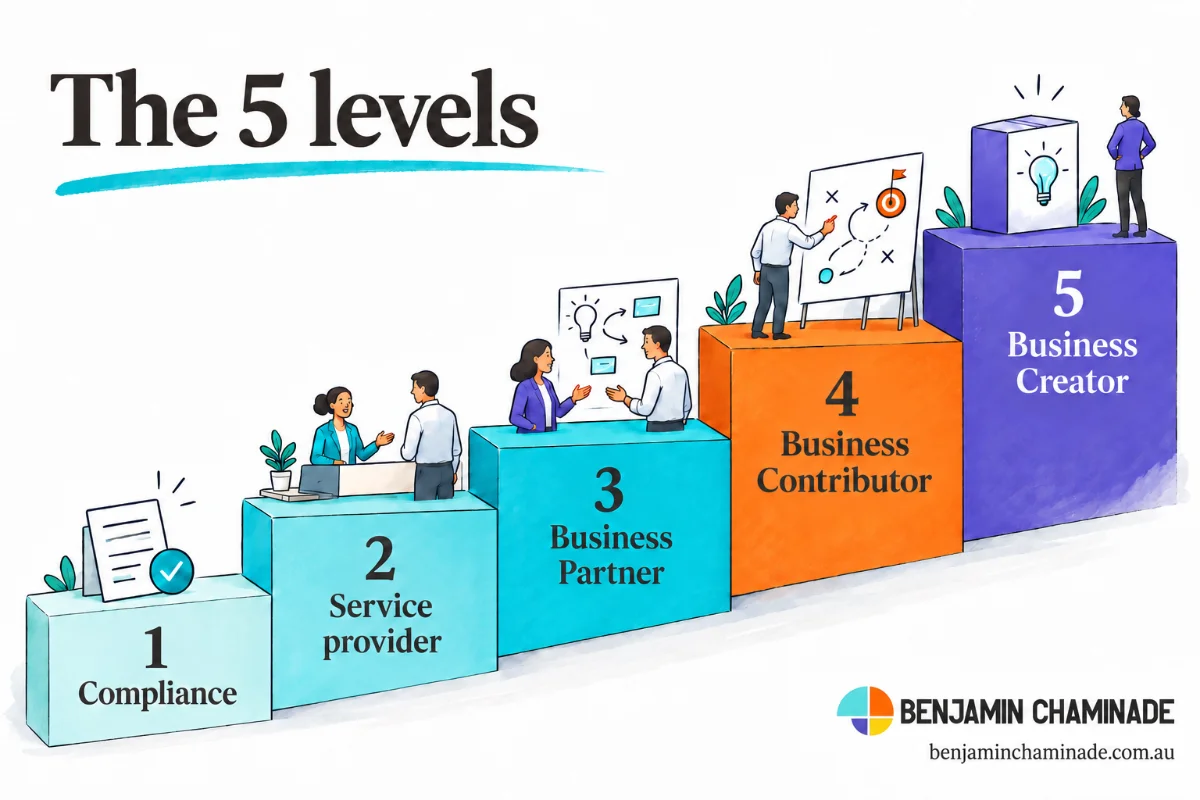 The 5 levels
1
Compliance
2
Service
provider
3
Business
Partner
4
Business
Contributor
5
Business
Creator
BENJAMIN CHAMINADE
benjaminchaminade.com.au